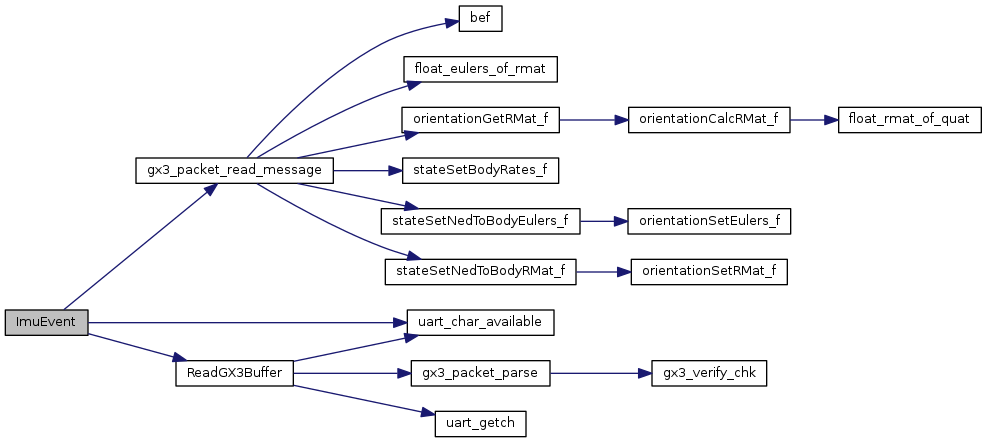 bef
float_eulers_of_rmat
orientationGetRMat_f
orientationCalcRMat_f
float_rmat_of_quat
gx3_packet_read_message
stateSetBodyRates_f
stateSetNedToBodyEulers_f
orientationSetEulers_f
stateSetNedToBodyRMat_f
orientationSetRMat_f
ImuEvent
uart_char_available
ReadGX3Buffer
gx3_packet_parse
gx3_verify_chk
uart_getch